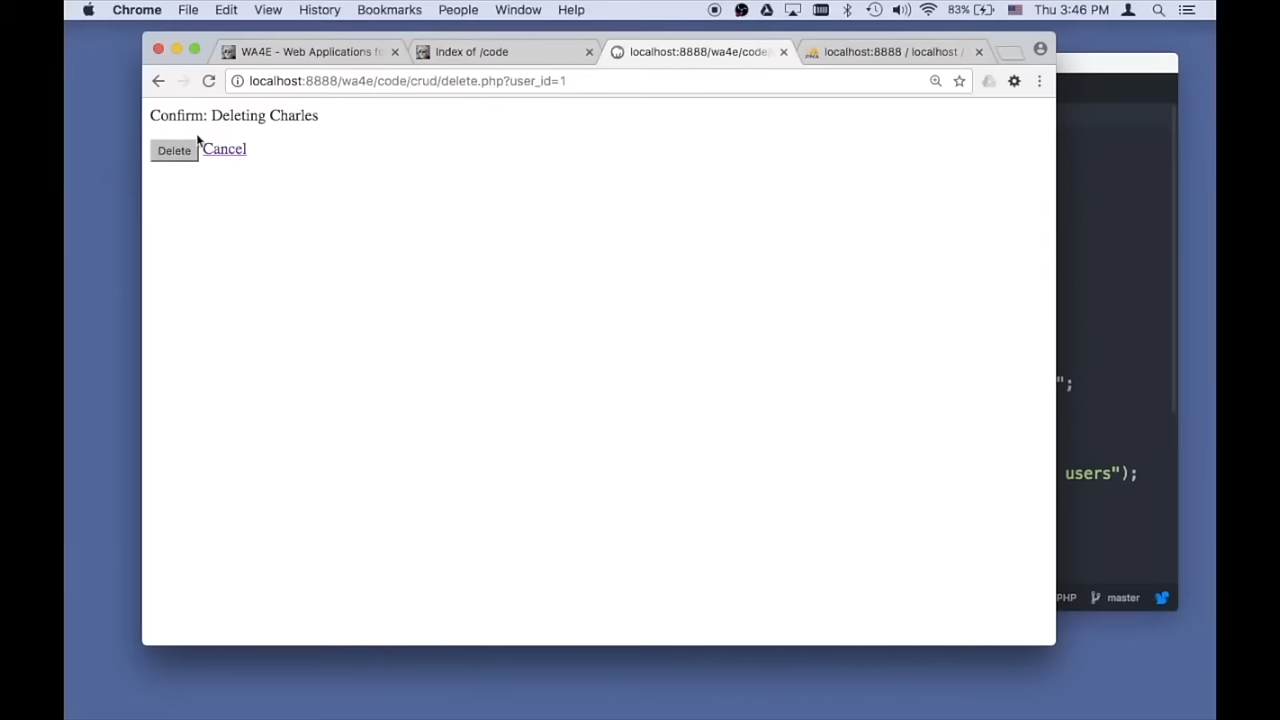 Chrome File Edit View History Bookmarks People Window Help 83% Thu 3:46 PM
WA4E - Web Applications fo Index of /code localhost:8888/wa4e/code/ localhost:8888 / localhost /
localhost:8888/wa4e/code/crud/delete.php?user_id=1
Confirm: Deleting Charles
Delete Cancel
";
users");
PHP master